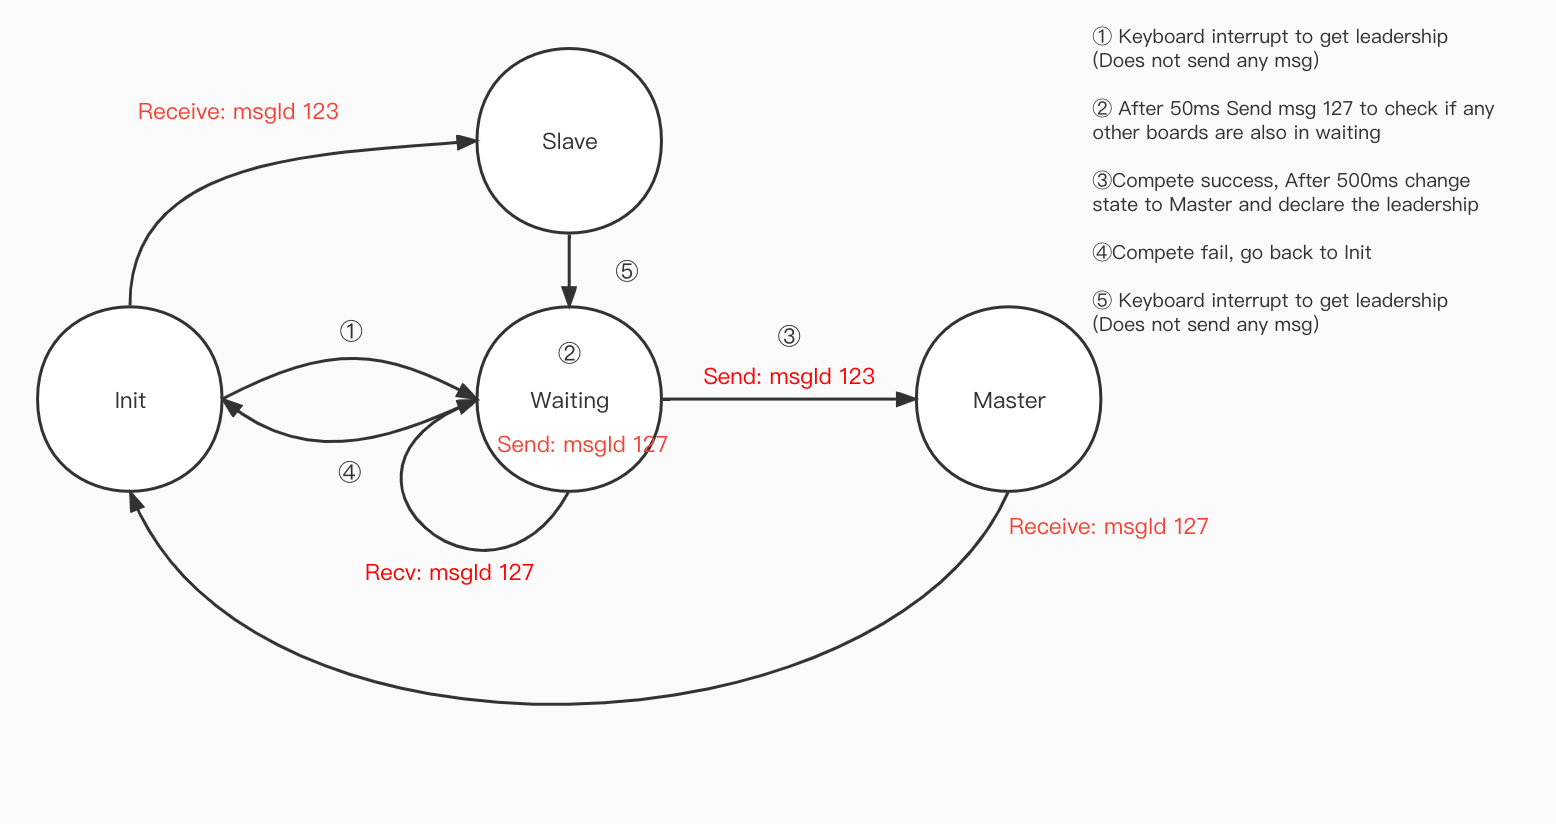 Receive: msgId 123
Slave
⑤
①
Init
②
Waiting
Send: msgId 127
④
Recv: msgId 127
③
Send: msgId 123
Master
Receive: msgId 127
① Keyboard interrupt to get leadership
(Does not send any msg)
② After 50ms Send msg 127 to check if any
other boards are also in waiting
③Compete success, After 500ms change
state to Master and declare the leadership
④Compete fail, go back to Init
⑤ Keyboard interrupt to get leadership
(Does not send any msg)